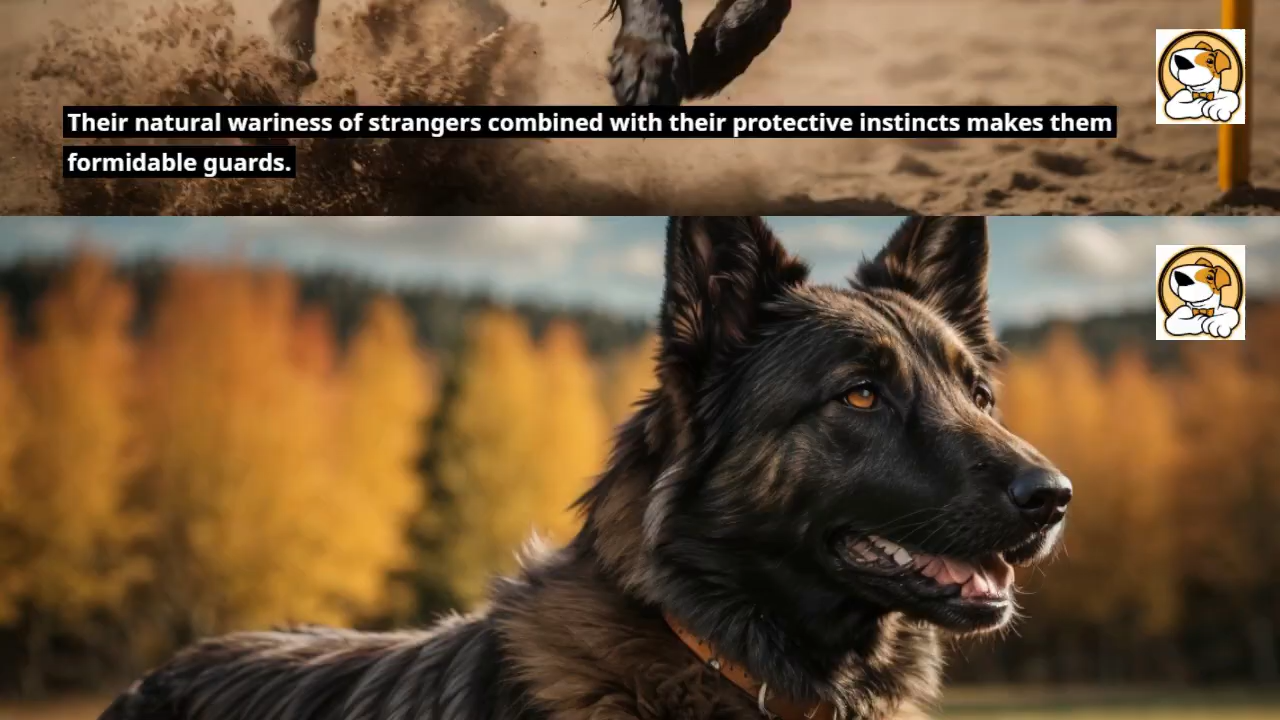 Their natural wariness of strangers combined with their protective instincts makes them
formidable guards.